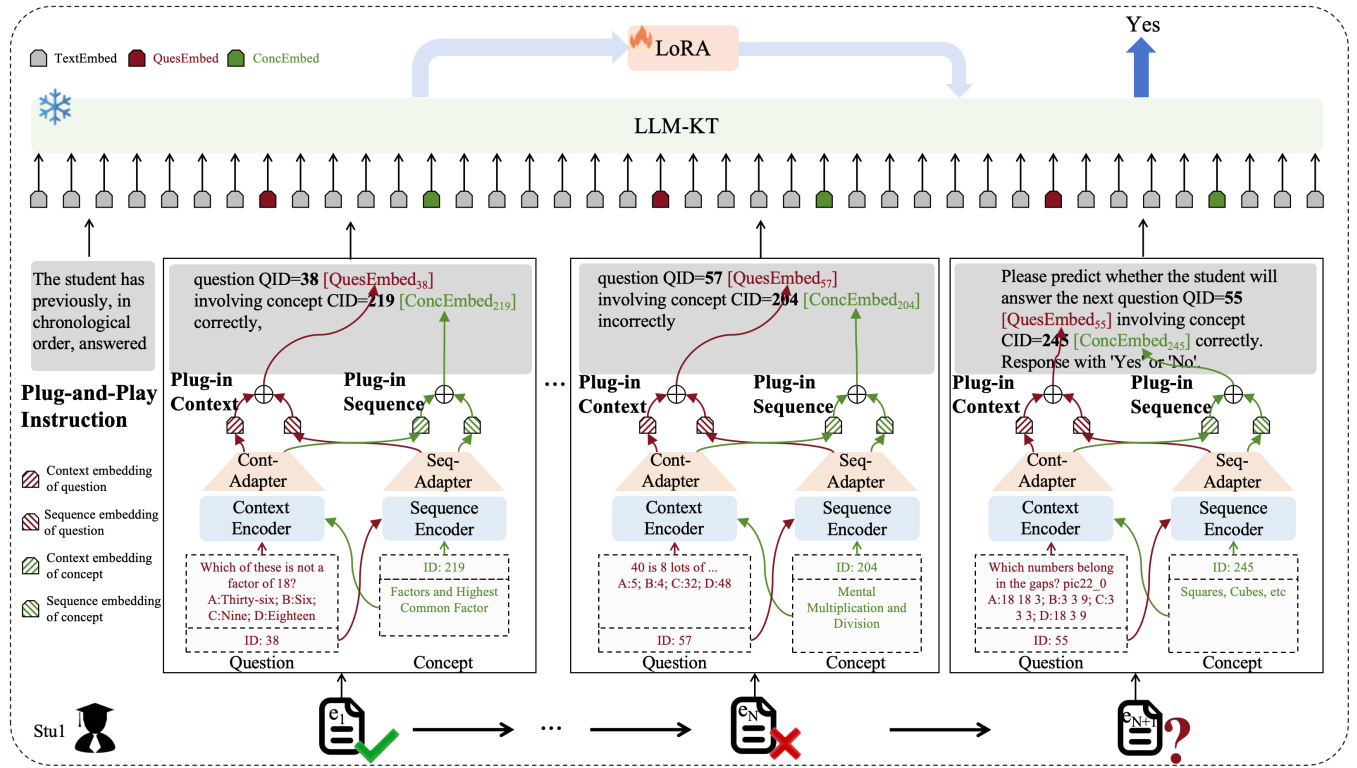 Yes
LoRA
TextEmbed QuesEmbed ConcEmbed
LLM-KT
The student has
previously, in
chronological
order, answered
Plug-and-Play
Instruction
Context embedding
of question
Sequence embedding
of question
Context embedding
of concept
Sequence embedding
of concept
question QID=38 [QuesEmbed38]
involving concept CID=219 [ConcEmbed219]
correctly,
Plug-in
Context
Plug-in
Sequence
Cont-
Adapter
Seq-
Adapter
Context
Encoder
Sequence
Encoder
Which of these is not a
factor of 18?
A:Thirty-six; B:Six;
C:Nine; D:Eighteen
ID: 38
Question
ID: 219
Factors and Highest
Common Factor
Concept
...
question QID=57 [QuesEmbed57]
involving concept CID=204 [ConcEmbed204]
incorrectly
Plug-in
Context
Plug-in
Sequence
Cont-
Adapter
Seq-
Adapter
Context
Encoder
Sequence
Encoder
40 is 8 lots of ...
A:5; B:4; C:32; D:48
ID: 57
Question
ID: 204
Mental
Multiplication and
Division
Concept
Please predict whether the student will
answer the next question QID=55
[QuesEmbed55] involving concept
CID=245 [ConcEmbed245] correctly.
Response with 'Yes' or 'No'.
Plug-in
Context
Plug-in
Sequence
Cont-
Adapter
Seq-
Adapter
Context
Encoder
Sequence
Encoder
Which numbers belong
in the gaps? pic22_0
A:18 18 3; B:3 3 9; C:3
3 3; D:18 3 9
ID: 55
Question
ID: 245
Squares, Cubes, etc
Concept
Stu1
e1
...
eN
eN+1
?